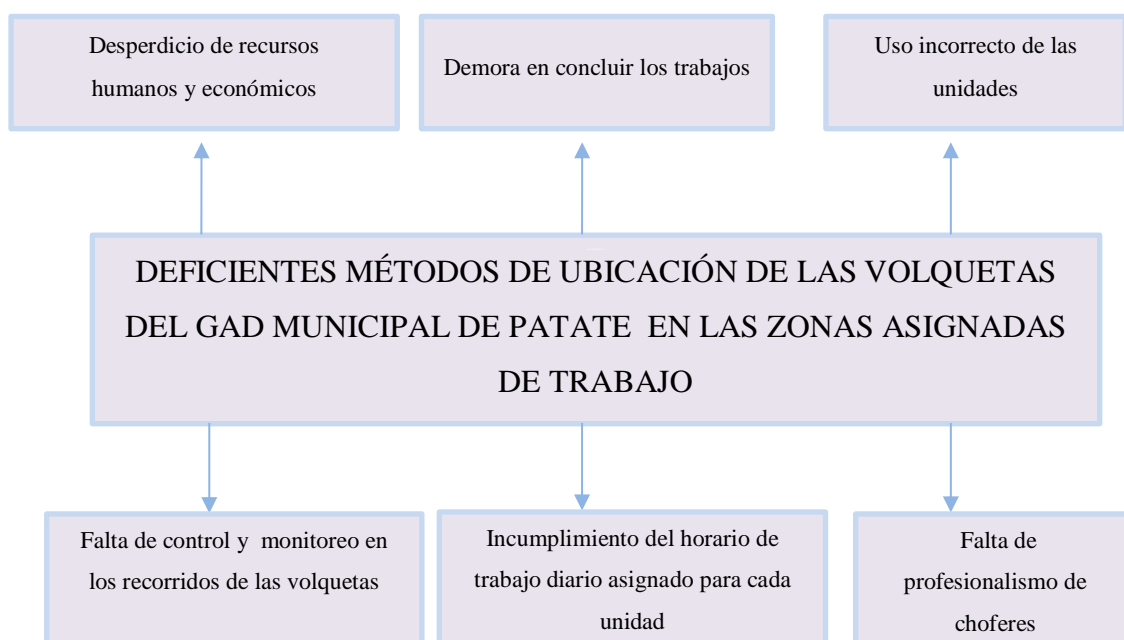 Desperdicio de recursos
humanos y económicos
Demora en concluir los trabajos
Uso incorrecto de las
unidades
DEFICIENTES MÉTODOS DE UBICACIÓN DE LAS VOLQUETAS
DEL GAD MUNICIPAL DE PATATE EN LAS ZONAS ASIGNADAS
DE TRABAJO
Falta de control y monitoreo en
los recorridos de las volquetas
Incumplimiento del horario de
trabajo diario asignado para cada
unidad
Falta de
profesionalismo de
choferes